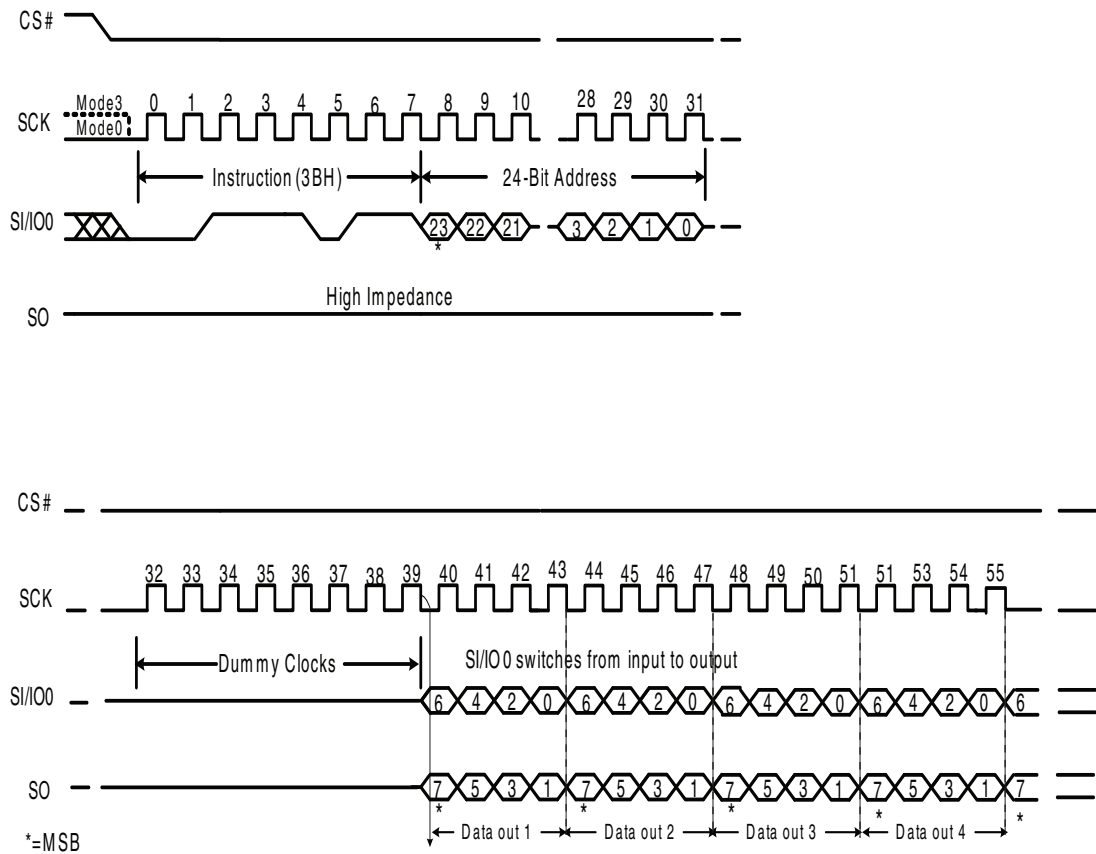 CS#
SCK
Mode3
Mode0
0 1 2 3 4 5 6 7 8 9 10 28 29 30 31
Instruction (3BH)
24-Bit Address
SI/IO0
23 22 21 3 2 1 0
*
High Impedance
SO
CS#
32 33 34 35 36 37 38 39 40 41 42 43 44 45 46 47 48 49 50 51 51 53 54 55
SCK
Dummy Clocks
SI/IO0 switches from input to output
SI/IO0
6 4 2 0 6 4 2 0 6 4 2 0 6 4 2 0 6
SO
7 5 3 1 7 5 3 1 7 5 3 1 7 5 3 1 7
* * * * *
Data out 1 Data out 2 Data out 3 Data out 4
*=MSB